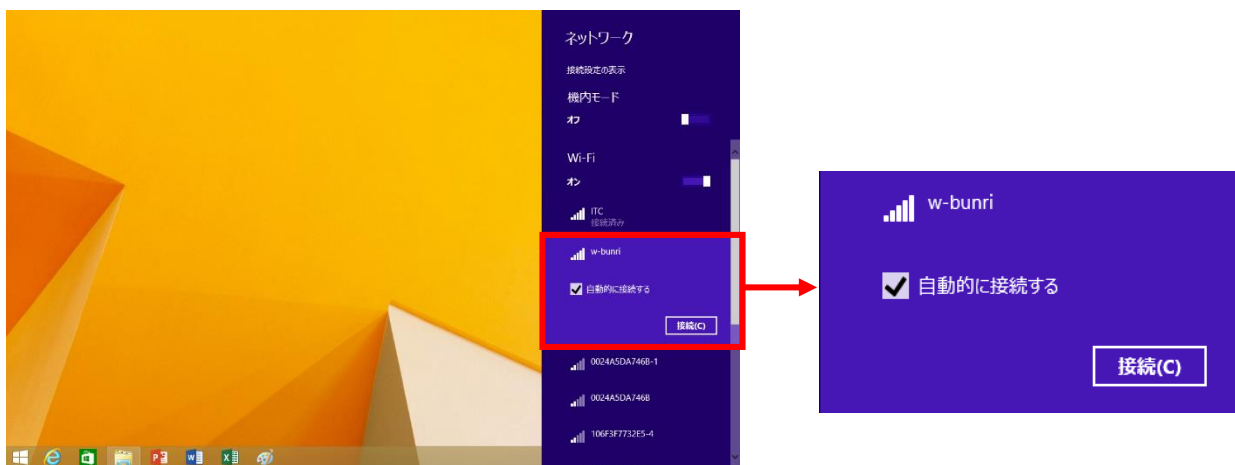 ネットワーク
接続設定の表示
機内モード
オフ
Wi-Fi
オン
ITC
接続済み
w-bunri
自動的に接続する
接続(C)
0024A5DA746B-1
0024A5DA746B
106F3F7732E5-4
w-bunri
自動的に接続する
接続(C)